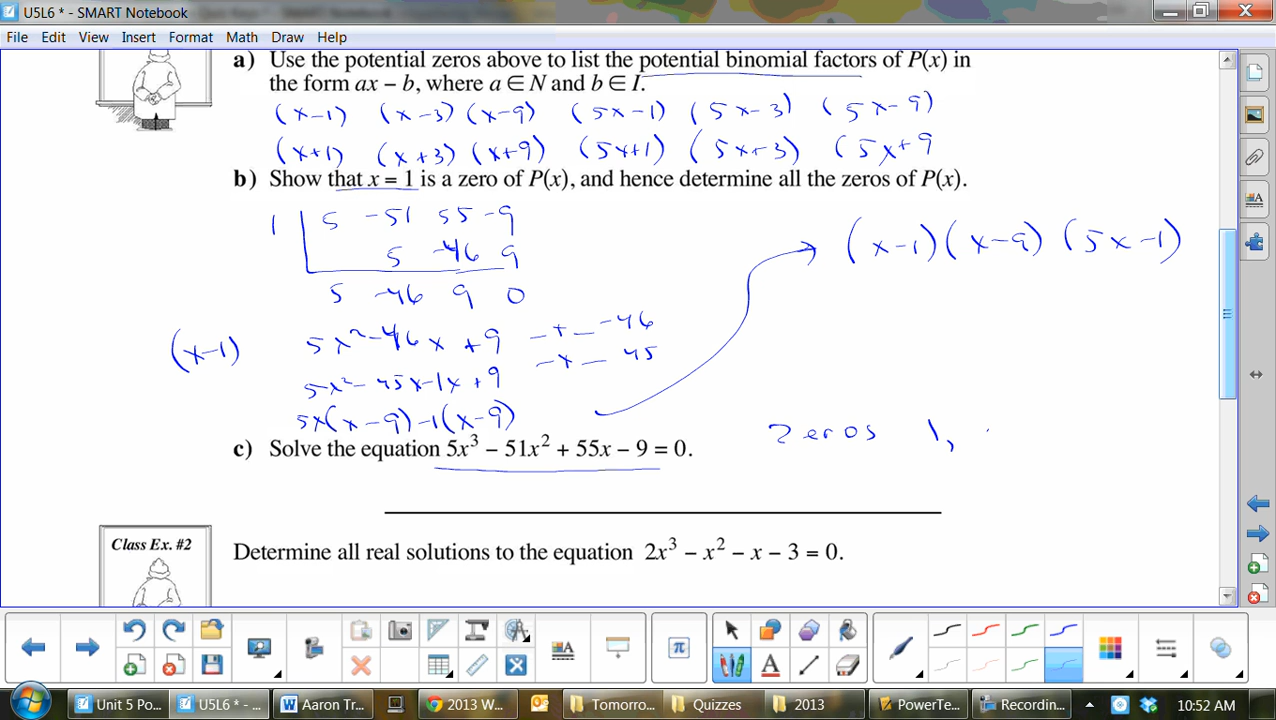 U5L6 * - SMART Notebook
File Edit View Insert Format Math Draw Help
a) Use the potential zeros above to list the potential binomial factors of P(x) in
the form ax – b, where a ∈ N and b ∈ I.
(x-1) (x-3) (x-9) (5x-1) (5x-3) (5x-9)
(x+1) (x+3) (x+9) (5x+1) (5x+3) (5x+9
b) Show that x = 1 is a zero of P(x), and hence determine all the zeros of P(x).
1 | 5 -51 55 -9
5 -46 9
5 -46 9 0
(x-1)(x-9)(5x-1)
(x-1) 5x²-46x+9 _+_ -46
_x_ 45
5x²-45x-1x+9
5x(x-9)-1(x-9)
zeros 1,
c) Solve the equation 5x³ – 51x² + 55x – 9 = 0.
Class Ex. #2
Determine all real solutions to the equation 2x³ – x² – x – 3 = 0.
π
A
U5L6 * - ...
Unit 5 Po...
Aaron Tr...
2013 W...
Tomorro...
Quizzes
2013
PowerTe...
Recordin...
10:52 AM